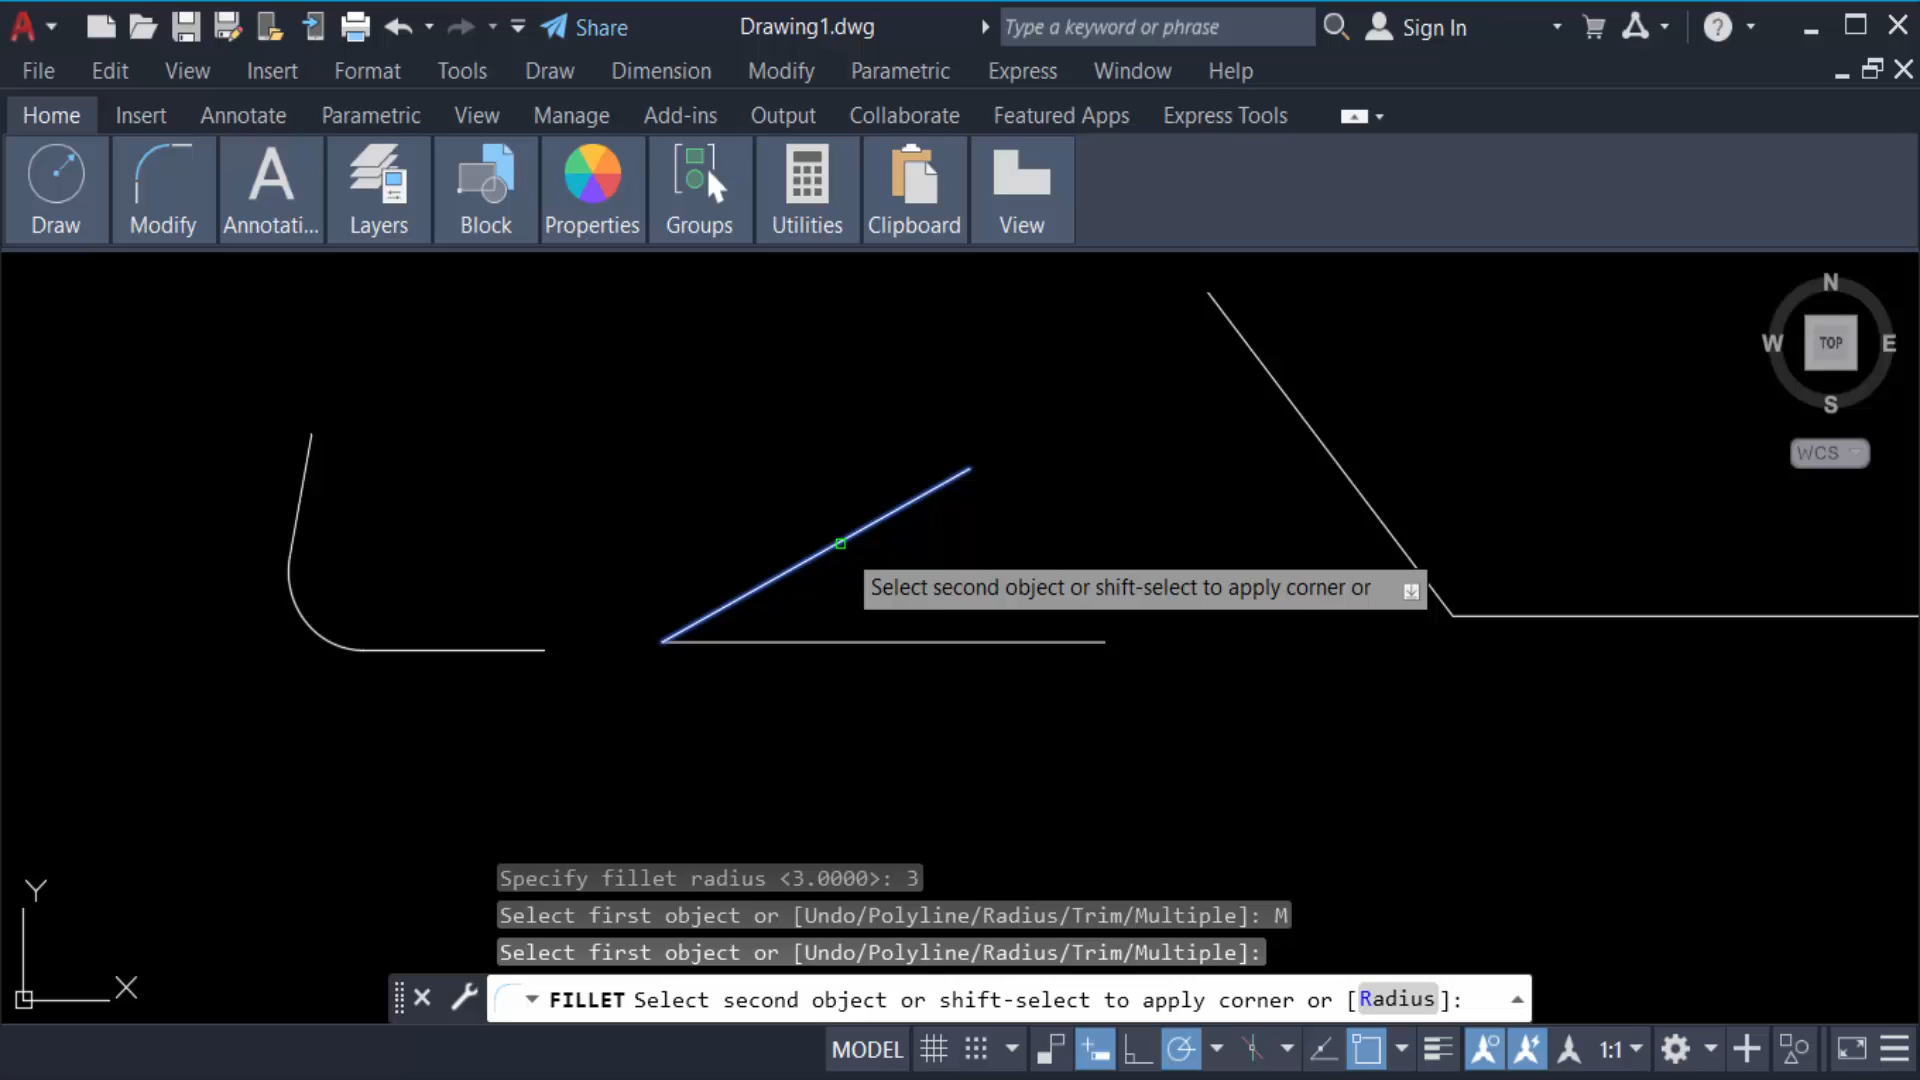 Share
Drawing1.dwg
Type a keyword or phrase
Sign In
File Edit View Insert Format Tools Draw Dimension Modify Parametric Express Window Help
Home Insert Annotate Parametric View Manage Add-ins Output Collaborate Featured Apps Express Tools
Draw Modify Annotati... Layers Block Properties Groups Utilities Clipboard View
N
W TOP E
S
WCS
Select second object or shift-select to apply corner or
Y
X
Specify fillet radius <3.0000>: 3
Select first object or [Undo/Polyline/Radius/Trim/Multiple]: M
Select first object or [Undo/Polyline/Radius/Trim/Multiple]:
FILLET Select second object or shift-select to apply corner or [Radius]:
MODEL 1:1